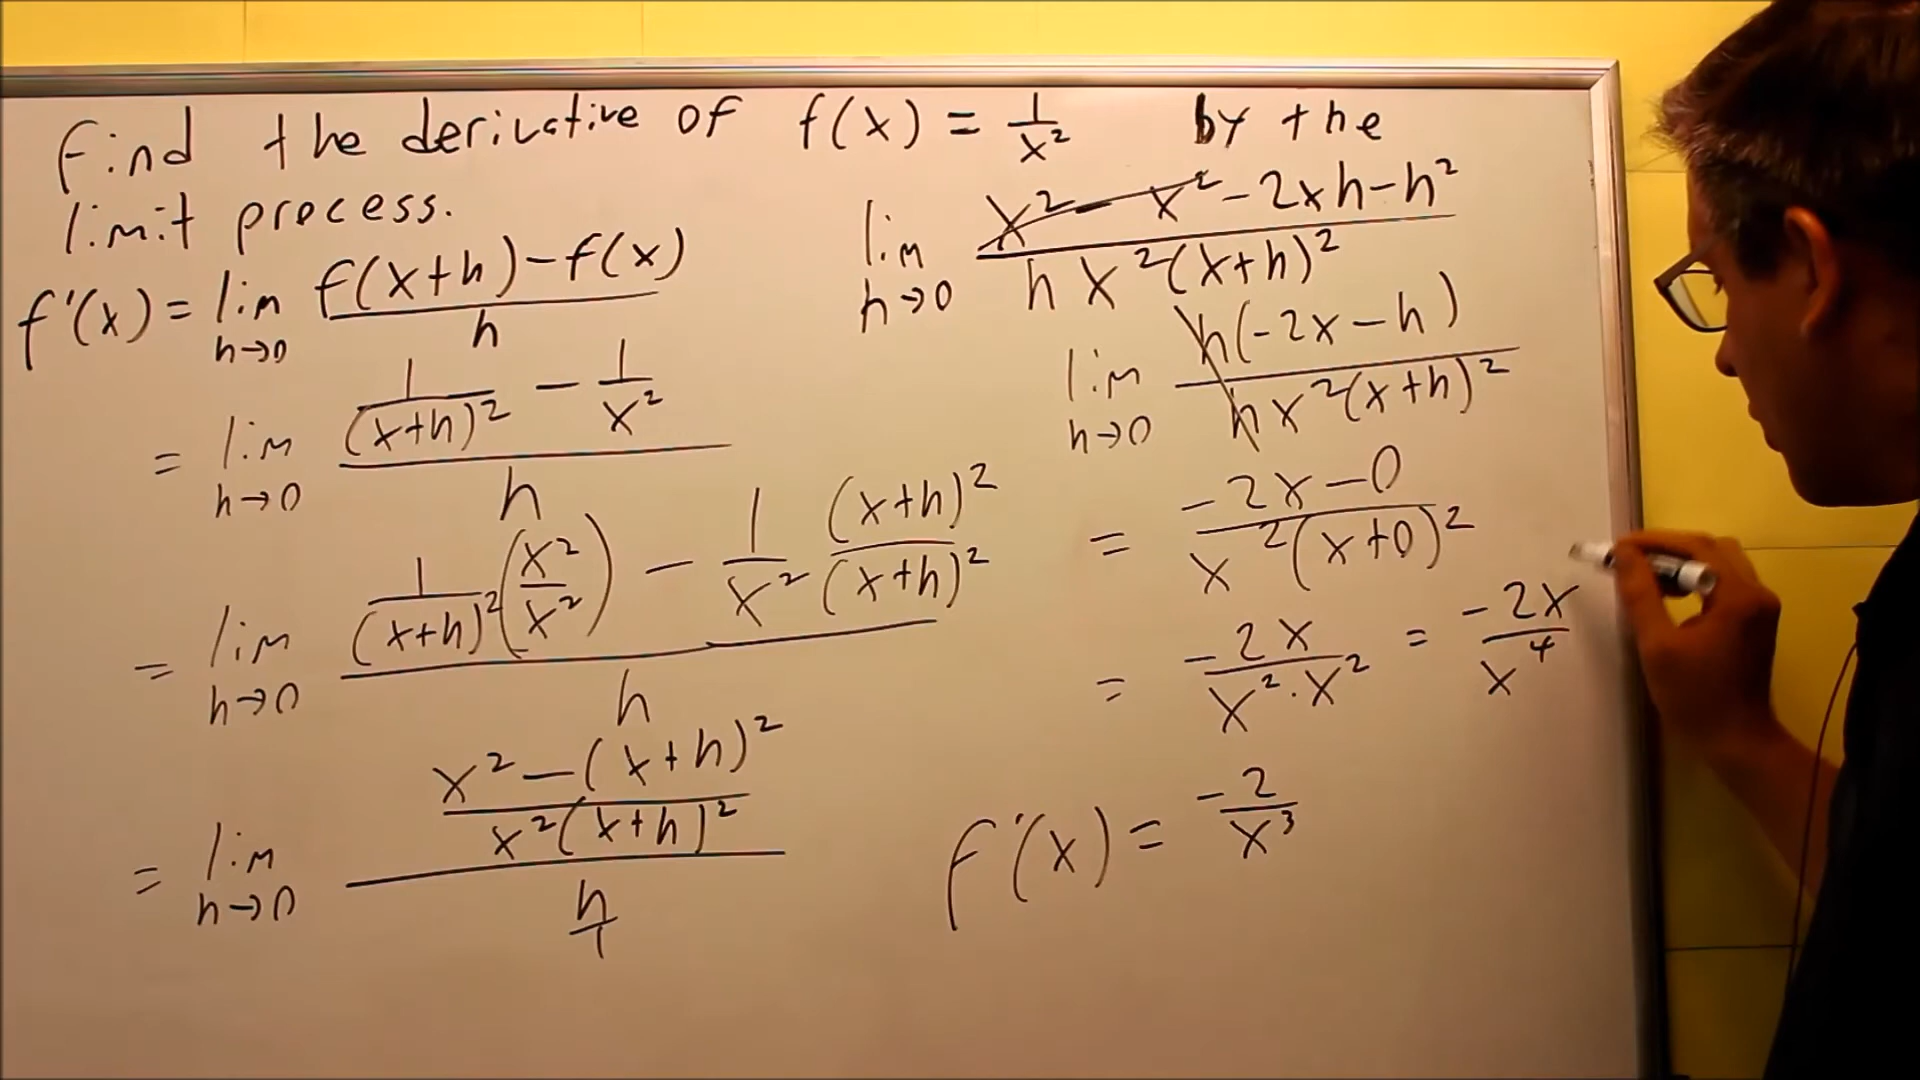 Find the derivative of f(x) = 1/x² by the
limit process.
f'(x) = lim h→0 (f(x+h)-f(x))/h
= lim h→0 (1/(x+h)² - 1/x²)/h
= lim h→0 (1/(x+h)² (x²/x²) - 1/x² (x+h)²/(x+h)²)/h
= lim h→0 ((x²-(x+h)²)/(x²(x+h)²))/(h/1)
lim h→0 (x² - x² - 2xh - h²)/(hx²(x+h)²)
lim h→0 h(-2x-h)/(hx²(x+h)²)
= (-2x-0)/(x²(x+0)²)
= -2x/(x²·x²) = -2x/x⁴
f'(x) = -2/x³